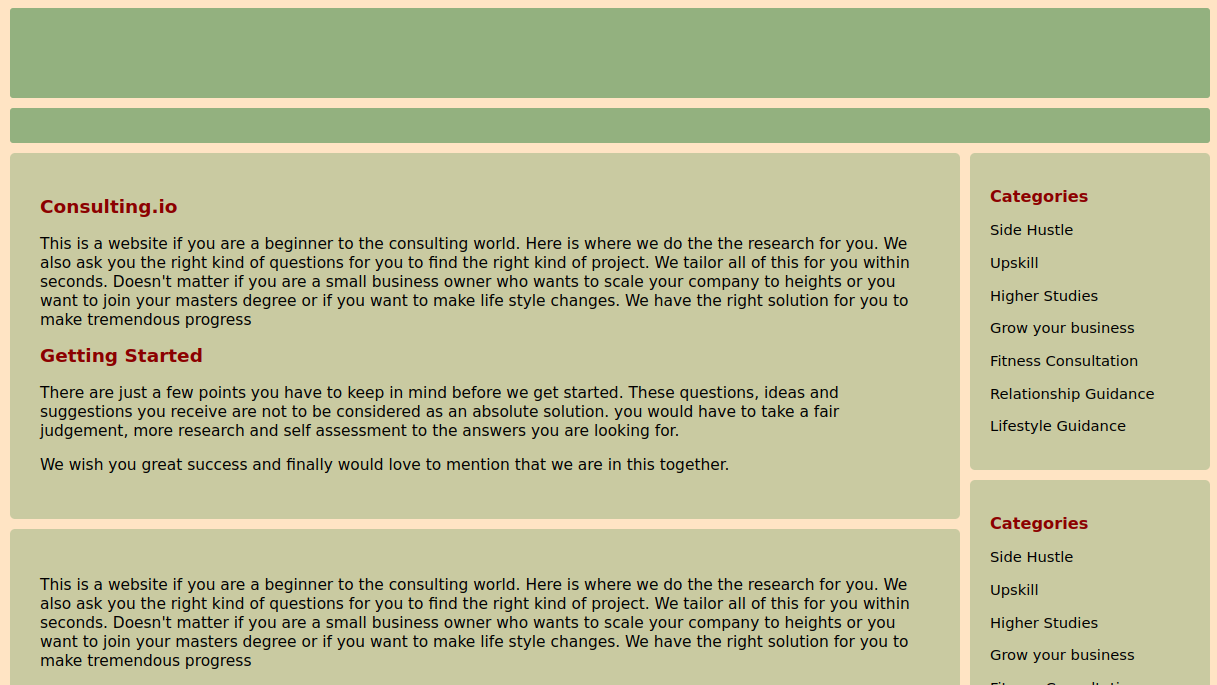 Consulting.io
This is a website if you are a beginner to the consulting world. Here is where we do the the research for you. We
also ask you the right kind of questions for you to find the right kind of project. We tailor all of this for you within
seconds. Doesn't matter if you are a small business owner who wants to scale your company to heights or you
want to join your masters degree or if you want to make life style changes. We have the right solution for you to
make tremendous progress
Getting Started
There are just a few points you have to keep in mind before we get started. These questions, ideas and
suggestions you receive are not to be considered as an absolute solution. you would have to take a fair
judgement, more research and self assessment to the answers you are looking for.
We wish you great success and finally would love to mention that we are in this together.
This is a website if you are a beginner to the consulting world. Here is where we do the the research for you. We
also ask you the right kind of questions for you to find the right kind of project. We tailor all of this for you within
seconds. Doesn't matter if you are a small business owner who wants to scale your company to heights or you
want to join your masters degree or if you want to make life style changes. We have the right solution for you to
make tremendous progress
Categories
Side Hustle
Upskill
Higher Studies
Grow your business
Fitness Consultation
Relationship Guidance
Lifestyle Guidance
Categories
Side Hustle
Upskill
Higher Studies
Grow your business